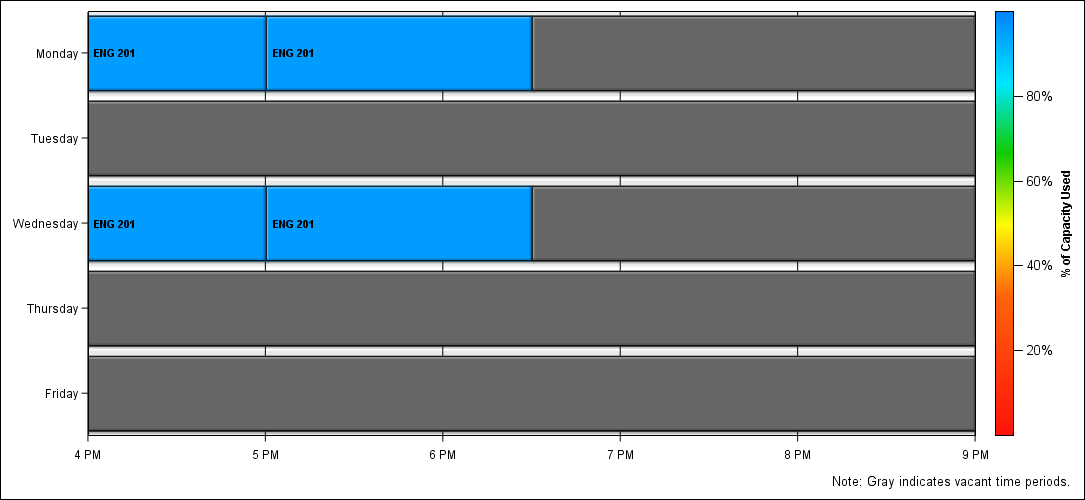 Monday
ENG 201
ENG 201
Tuesday
Wednesday
ENG 201
ENG 201
Thursday
Friday
4 PM
5 PM
6 PM
7 PM
8 PM
9 PM
80%
60%
40%
20%
% of Capacity Used
Note: Gray indicates vacant time periods.